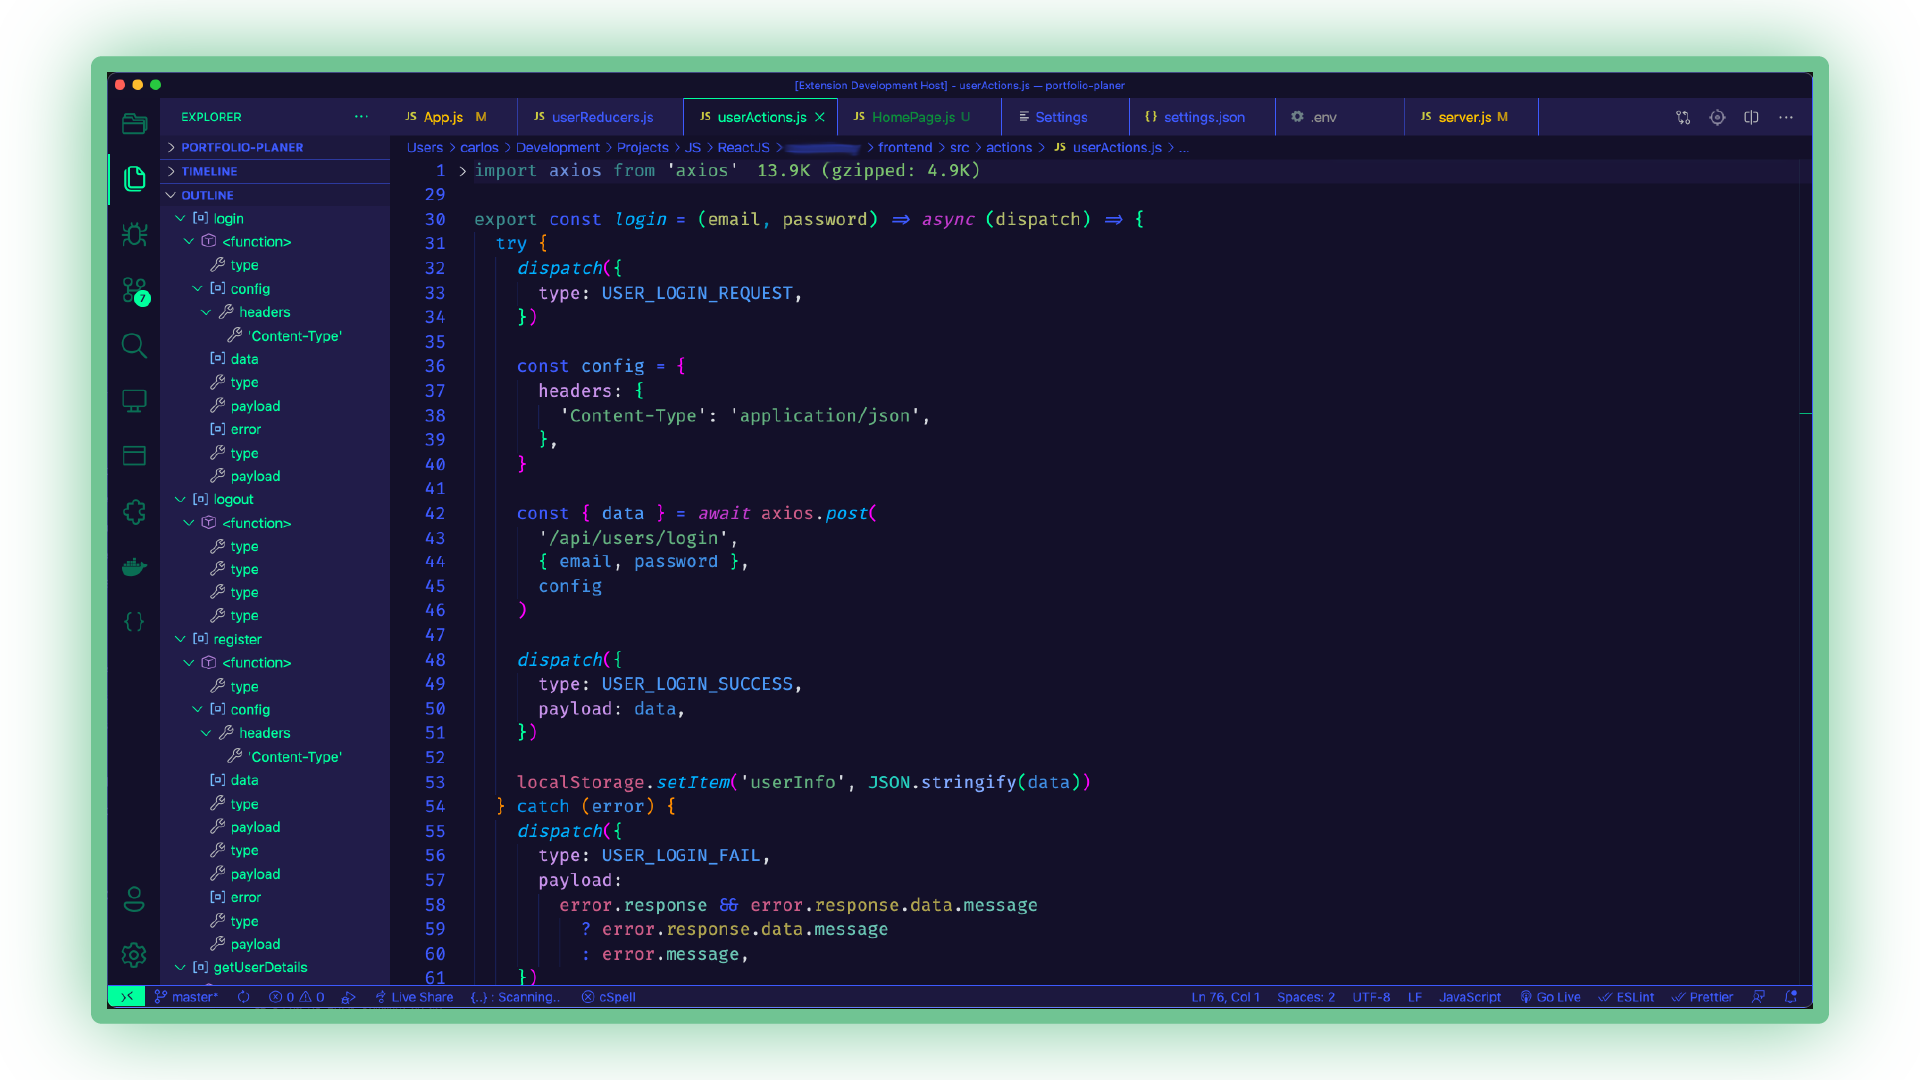 [Extension Development Host] - userActions.js — portfolio-planer
EXPLORER
JS App.js M
JS userReducers.js
JS userActions.js
JS HomePage.js U
Settings
{} settings.json
.env
JS server.js M
PORTFOLIO-PLANER
TIMELINE
OUTLINE
login
<function>
type
config
headers
'Content-Type'
data
type
payload
error
type
payload
logout
<function>
type
type
type
type
register
<function>
type
config
headers
'Content-Type'
data
type
payload
type
payload
error
type
payload
getUserDetails
7
Users > carlos > Development > Projects > JS > ReactJS > > frontend > src > actions > JS userActions.js > ...
1 import axios from 'axios' 13.9K (gzipped: 4.9K)
29
30 export const login = (email, password) => async (dispatch) => {
31 try {
32 dispatch({
33 type: USER_LOGIN_REQUEST,
34 })
35
36 const config = {
37 headers: {
38 'Content-Type': 'application/json',
39 },
40 }
41
42 const { data } = await axios.post(
43 '/api/users/login',
44 { email, password },
45 config
46 )
47
48 dispatch({
49 type: USER_LOGIN_SUCCESS,
50 payload: data,
51 })
52
53 localStorage.setItem('userInfo', JSON.stringify(data))
54 } catch (error) {
55 dispatch({
56 type: USER_LOGIN_FAIL,
57 payload:
58 error.response && error.response.data.message
59 ? error.response.data.message
60 : error.message,
61 })
master* 0 0 Live Share {..} : Scanning.. cSpell
Ln 76, Col 1 Spaces: 2 UTF-8 LF JavaScript Go Live ESLint Prettier